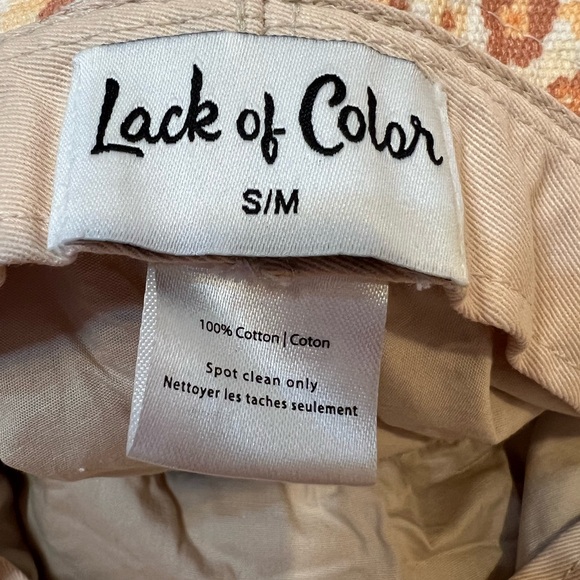 Lack of Color
S/M
100% Cotton | Coton
Spot clean only
Nettoyer les taches seulement